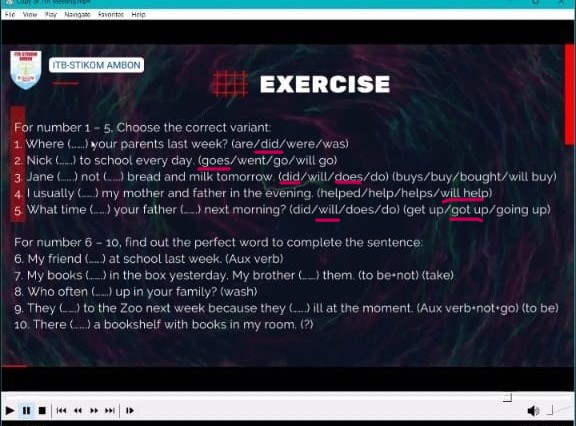 File View Play Navigate Favorites Help
ITB-STIKOM AMBON
EXERCISE
For number 1 – 5, Choose the correct variant:
1. Where (.....) your parents last week? (are/did/were/was)
2. Nick (.....) to school every day. (goes/went/go/will go)
3. Jane (.....) not (.....) bread and milk tomorrow. (did/will/does/do) (buys/buy/bought/will buy)
4. I usually (.....) my mother and father in the evening. (helped/help/helps/will help)
5. What time (.....) your father (.....) next morning? (did/will/does/do) (get up/got up/going up)
For number 6 – 10, find out the perfect word to complete the sentence:
6. My friend (.....) at school last week. (Aux verb)
7. My books (.....) in the box yesterday. My brother (.....) them. (to be+not) (take)
8. Who often (.....) up in your family? (wash)
9. They (.....) to the Zoo next week because they (.....) ill at the moment. (Aux verb+not+go) (to be)
10. There (.....) a bookshelf with books in my room. (?)